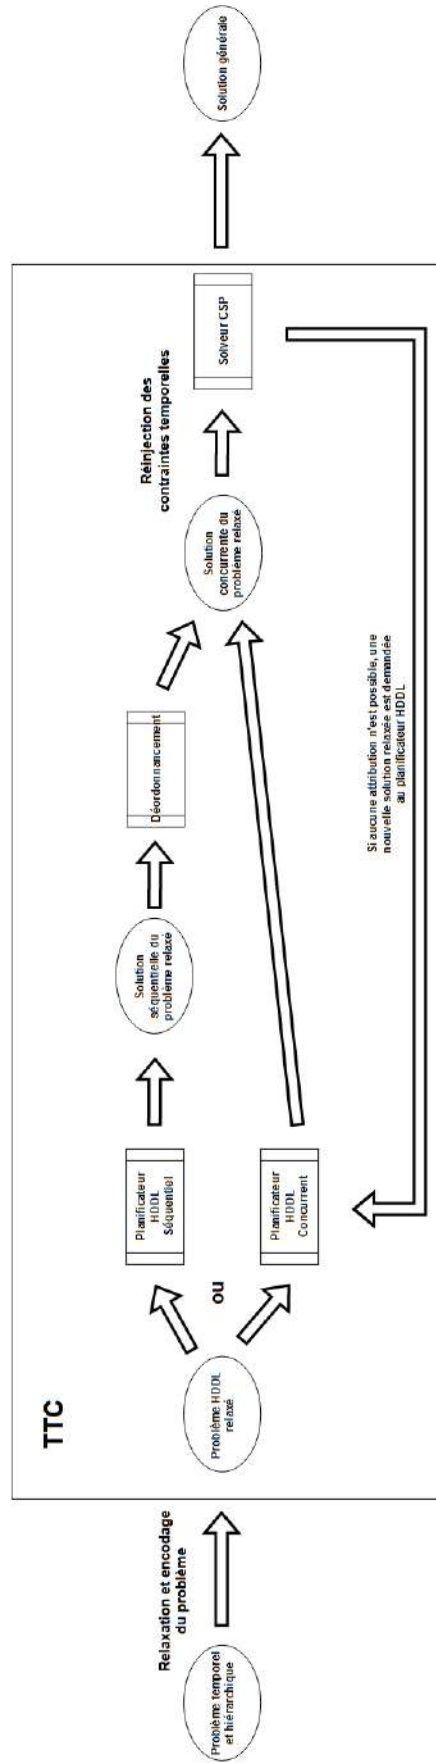 Problème temporel
et hiérarchique
Relaxation et encodage
du problème
TTC
Problème HDDL
relaxé
ou
Planificateur
HDDL
Séquentiel
Planificateur
HDDL
Concurrent
Solution
séquentielle du
problème relaxé
Déordonnancement
Solution
concurrente du
problème relaxé
Réinjection des
contraintes temporelles
Solveur CSP
Si aucune attribution n'est possible, une
nouvelle solution relaxée est demandée
au planificateur HDDL
Solution générale